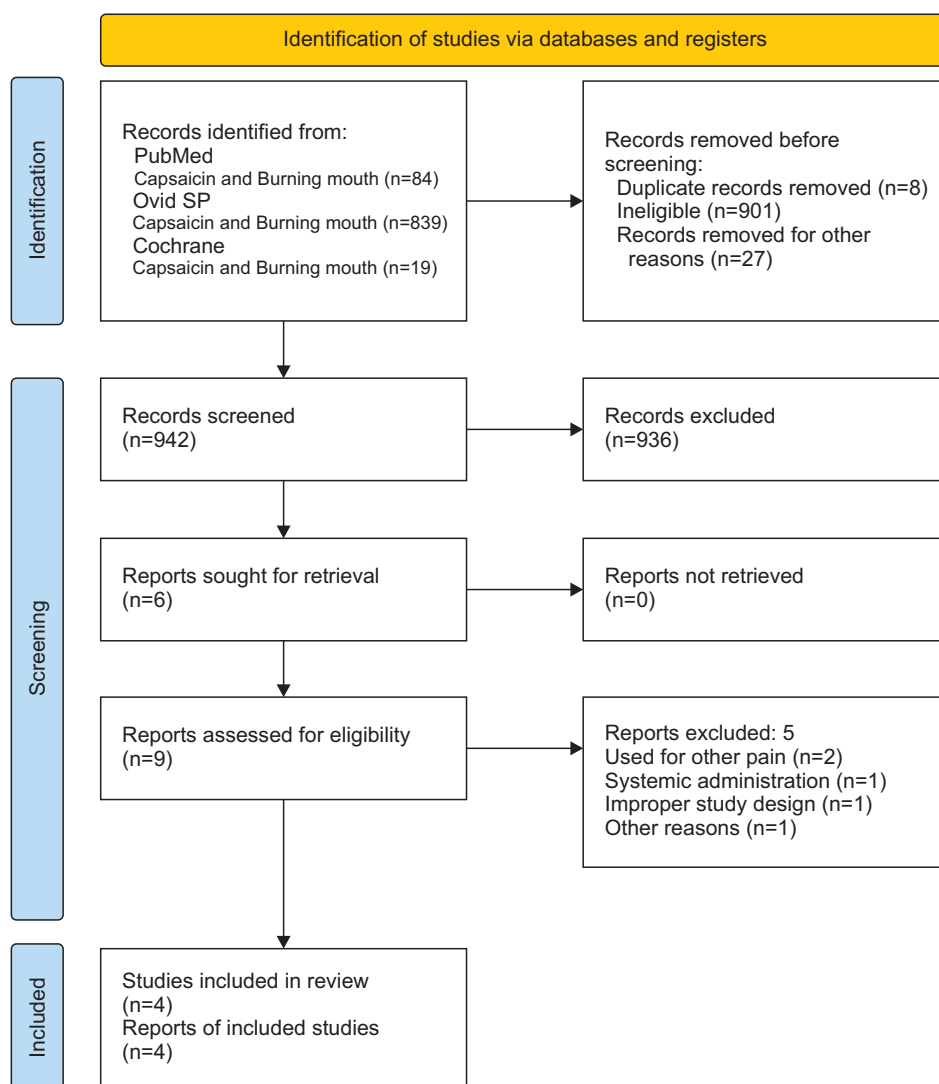 Identification of studies via databases and registers
Identification
Records identified from:
PubMed
Capsaicin and Burning mouth (n=84)
Ovid SP
Capsaicin and Burning mouth (n=839)
Cochrane
Capsaicin and Burning mouth (n=19)
Records removed before
screening:
Duplicate records removed (n=8)
Ineligible (n=901)
Records removed for other
reasons (n=27)
Screening
Records screened
(n=942)
Records excluded
(n=936)
Reports sought for retrieval
(n=6)
Reports not retrieved
(n=0)
Reports assessed for eligibility
(n=9)
Reports excluded: 5
Used for other pain (n=2)
Systemic administration (n=1)
Improper study design (n=1)
Other reasons (n=1)
Included
Studies included in review
(n=4)
Reports of included studies
(n=4)